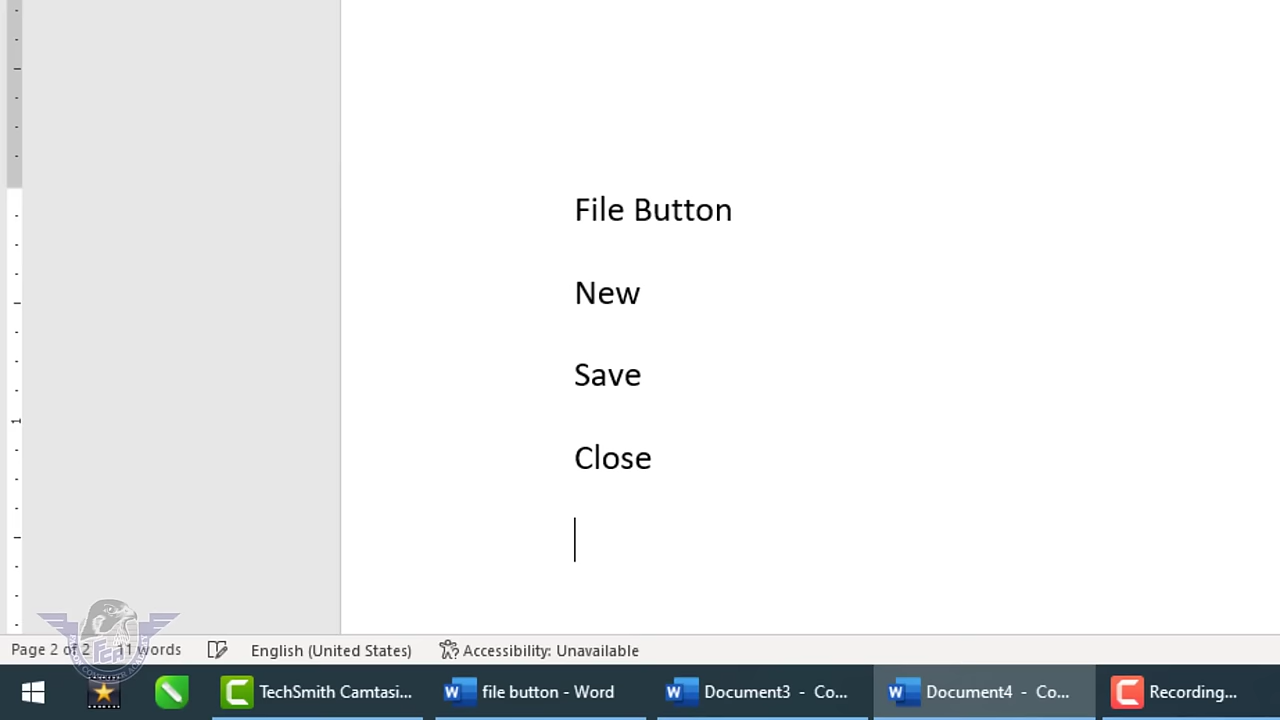 File Button
New
Save
Close
1
Page 2 of 2 11 words English (United States) Accessibility: Unavailable
TechSmith Camtasi... file button - Word Document3 - Co... Document4 - Co... Recording...